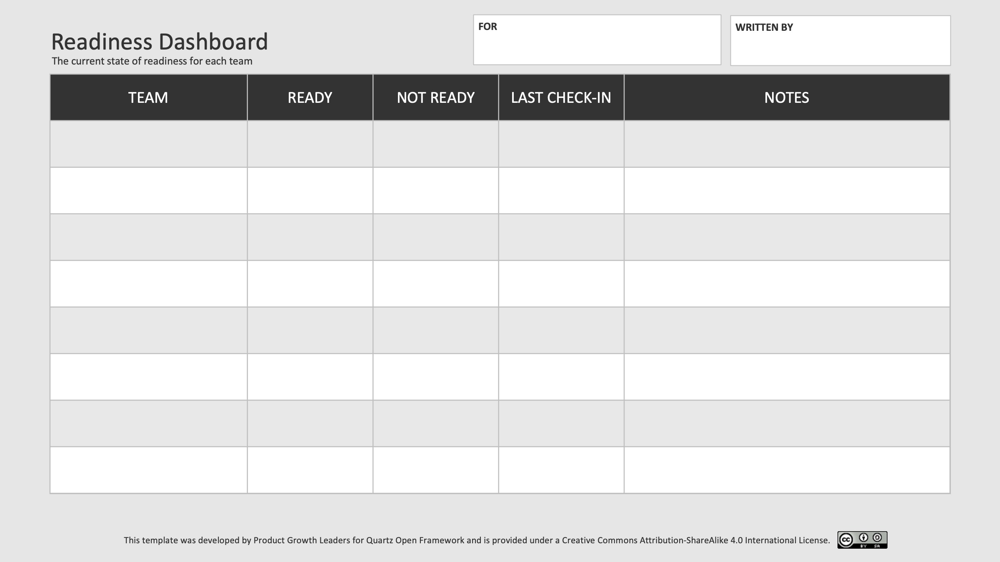 Readiness Dashboard
The current state of readiness for each team
FOR
WRITTEN BY
TEAM
READY
NOT READY
LAST CHECK-IN
NOTES
This template was developed by Product Growth Leaders for Quartz Open Framework and is provided under a Creative Commons Attribution-ShareAlike 4.0 International License.
cc
BY SA